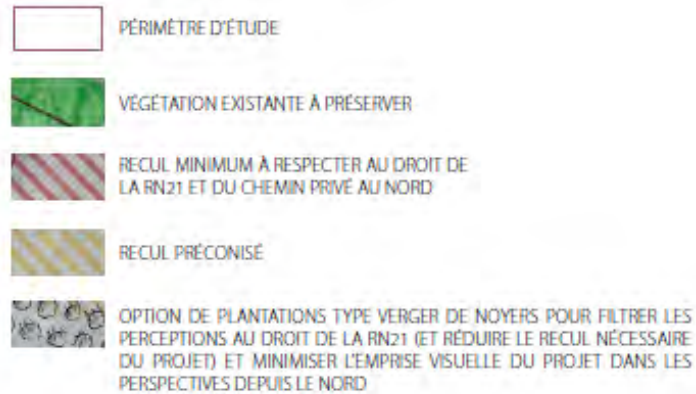 PÉRIMÈTRE D'ÉTUDE
VÉGÉTATION EXISTANTE À PRÉSERVER
RECUL MINIMUM À RESPECTER AU DROIT DE
LA RN21 ET DU CHEMIN PRIVÉ AU NORD
RECUL PRÉCONISÉ
OPTION DE PLANTATIONS TYPE VERGER DE NOYERS POUR FILTRER LES
PERCEPTIONS AU DROIT DE LA RN21 (ET RÉDUIRE LE RECUL NÉCESSAIRE
DU PROJET) ET MINIMISER L'EMPRISE VISUELLE DU PROJET DANS LES
PERSPECTIVES DEPUIS LE NORD